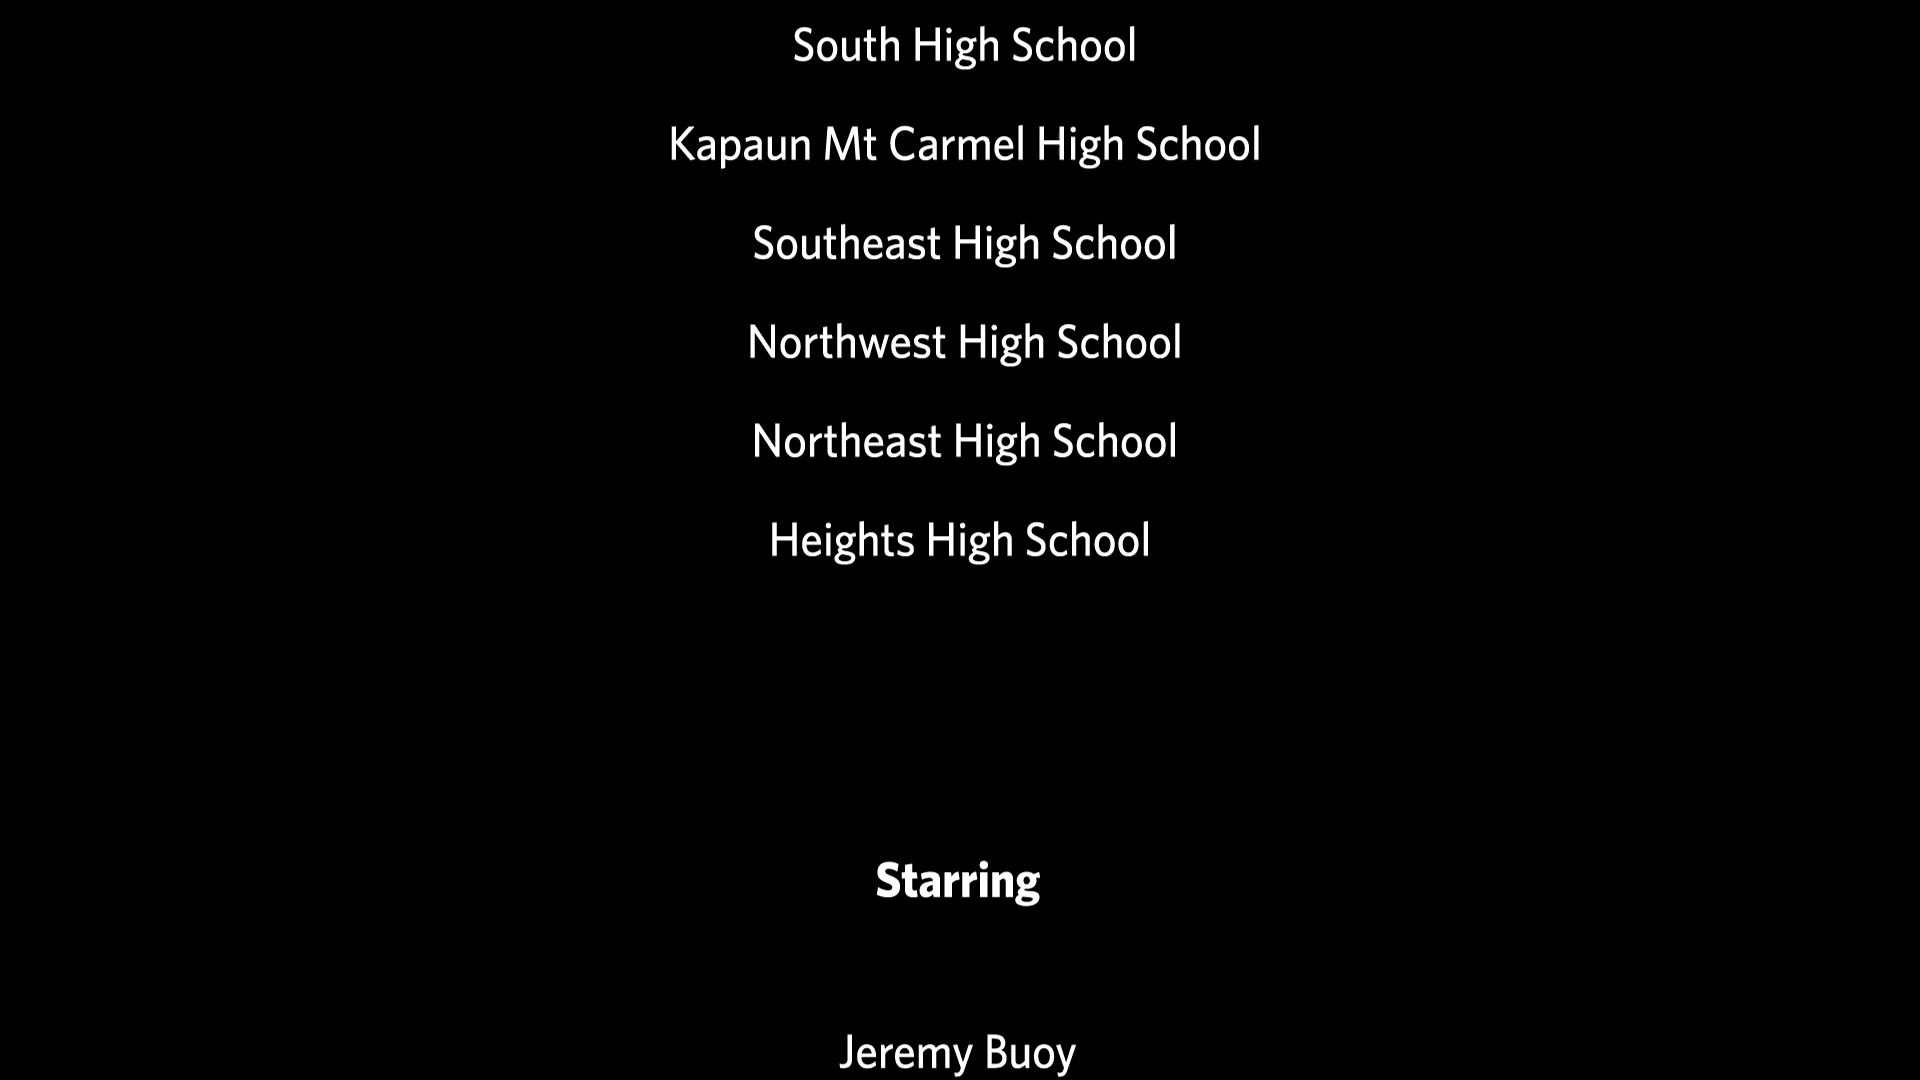 South High School
Kapaun Mt Carmel High School
Southeast High School
Northwest High School
Northeast High School
Heights High School
Starring
Jeremy Buoy